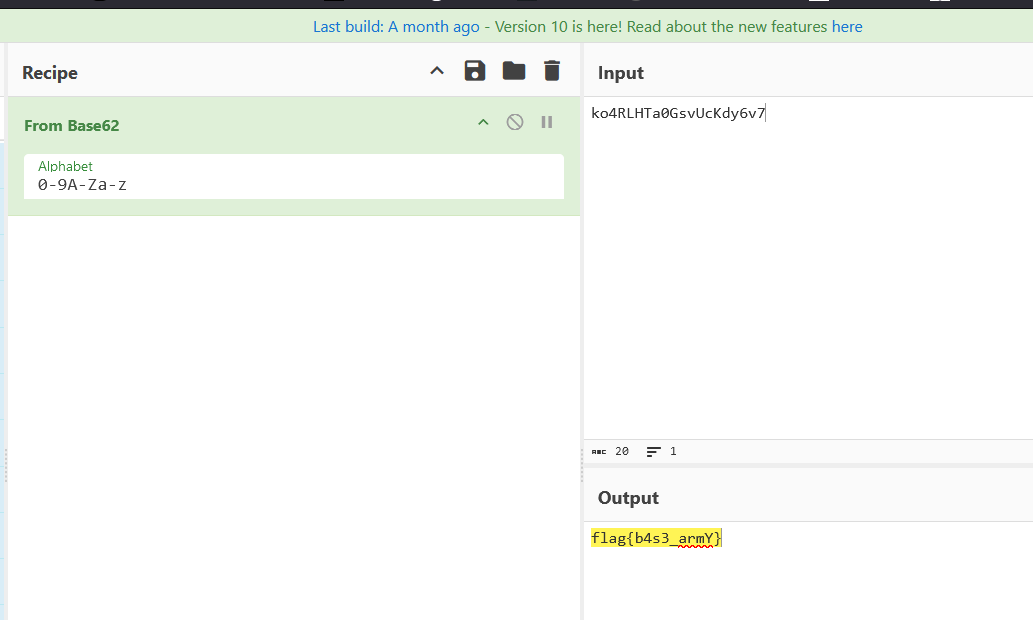 Last build: A month ago - Version 10 is here! Read about the new features here
Recipe
From Base62
Alphabet
0-9A-Za-z
Input
ko4RLHTa0GsvUcKdy6v7
ABC 20 1
Output
flag{b4s3_armY}